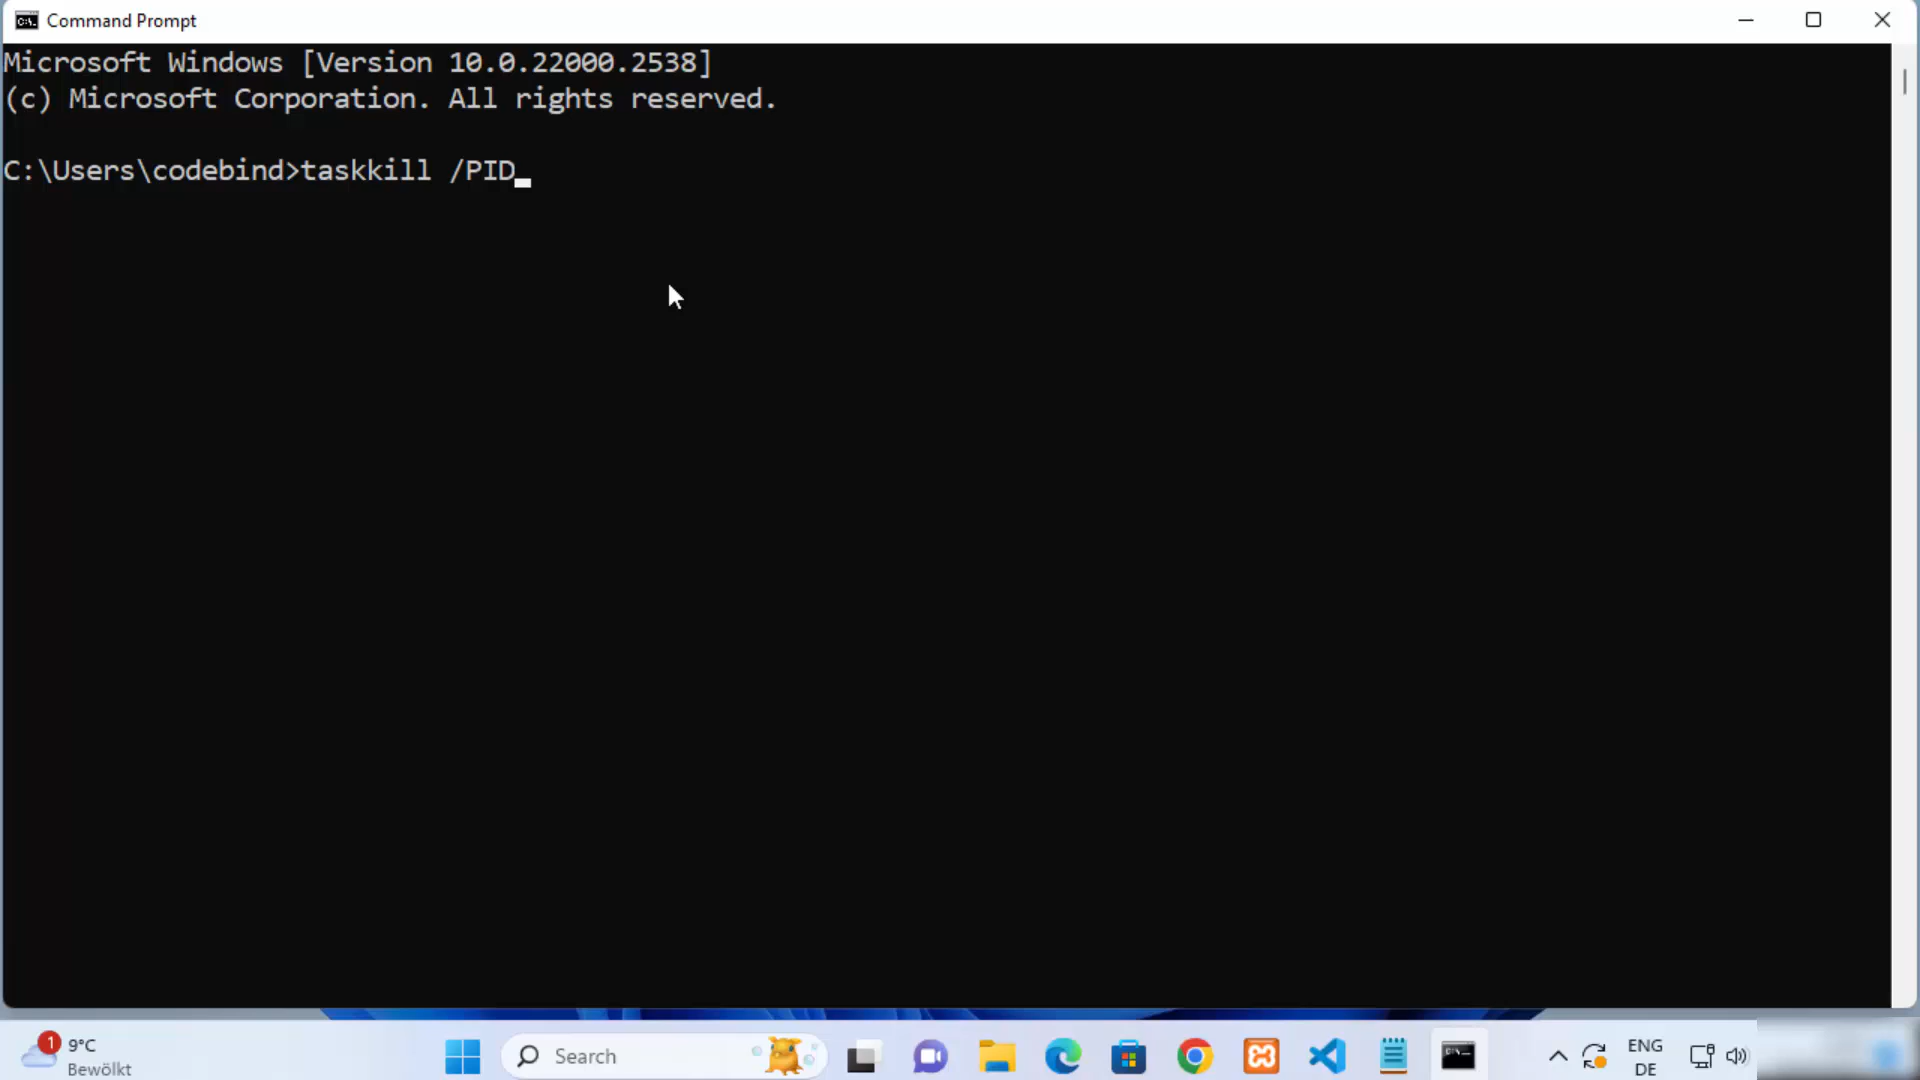 Command Prompt
Microsoft Windows [Version 10.0.22000.2538]
(c) Microsoft Corporation. All rights reserved.
C:\Users\codebind>taskkill /PID
1
9°C
Bewölkt
Search
ENG
DE